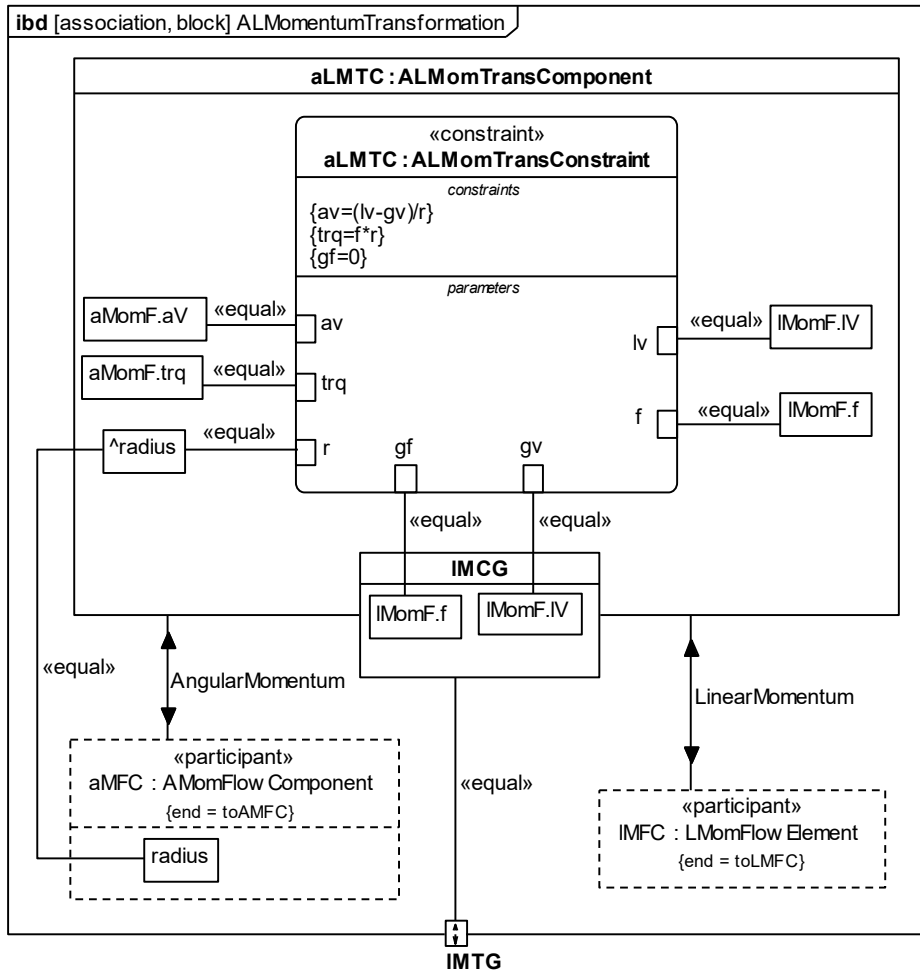 ibd [association, block] ALMomentumTransformation
aLMTC : ALMomTransComponent
«constraint»
aLMTC : ALMomTransConstraint
constraints
{av=(lv-gv)/r}
{trq=f*r}
{gf=0}
parameters
aMomF.aV
«equal»
av
lv
«equal»
lMomF.lV
aMomF.trq
«equal»
trq
f
«equal»
lMomF.f
^radius
«equal»
r
gf
gv
«equal»
«equal»
lMCG
lMomF.f
lMomF.lV
«equal»
AngularMomentum
LinearMomentum
«participant»
aMFC : AMomFlow Component
{end = toAMFC}
radius
«equal»
«participant»
lMFC : LMomFlow Element
{end = toLMFC}
lMTG